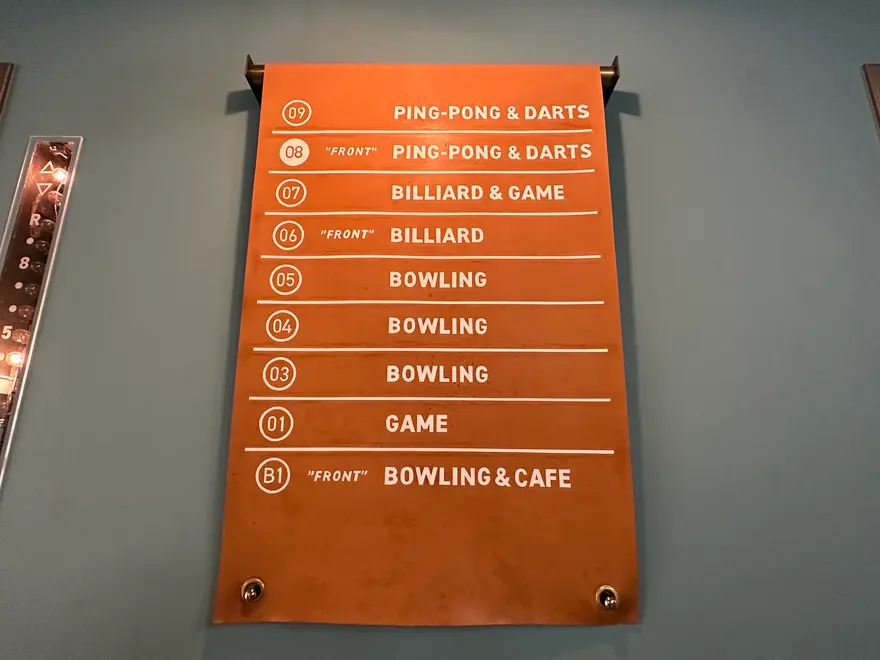 09 PING-PONG & DARTS
08 "FRONT" PING-PONG & DARTS
07 BILLIARD & GAME
06 "FRONT" BILLIARD
05 BOWLING
04 BOWLING
03 BOWLING
01 GAME
B1 "FRONT" BOWLING & CAFE
R
8
5